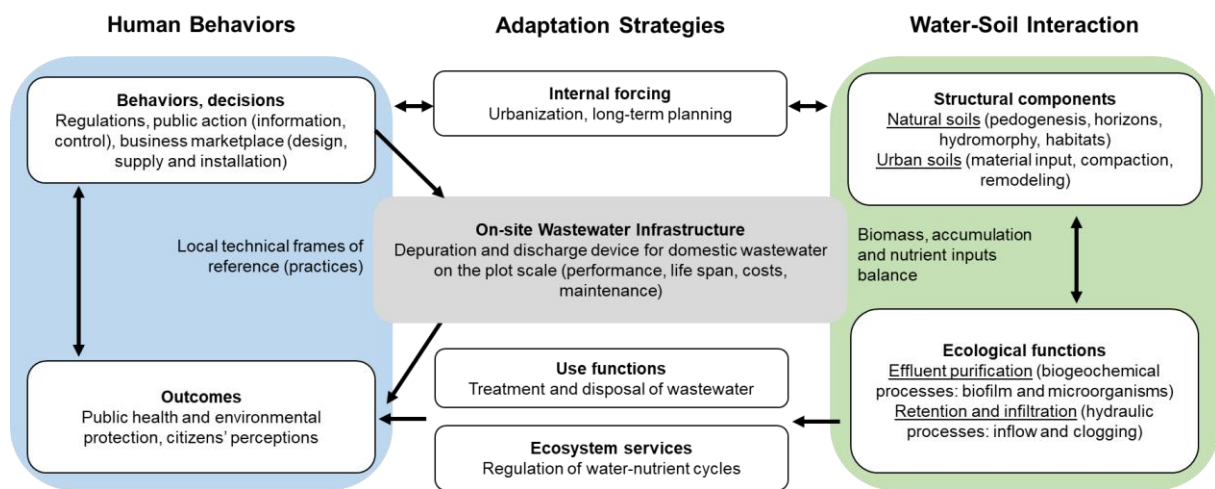 Human Behaviors
Adaptation Strategies
Water-Soil Interaction
Behaviors, decisions
Regulations, public action (information,
control), business marketplace (design,
supply and installation)
Internal forcing
Urbanization, long-term planning
Structural components
Natural soils (pedogenesis, horizons,
hydromorphy, habitats)
Urban soils (material input, compaction,
remodeling)
Local technical frames of
reference (practices)
On-site Wastewater Infrastructure
Depuration and discharge device for domestic wastewater
on the plot scale (performance, life span, costs,
maintenance)
Biomass, accumulation
and nutrient inputs
balance
Outcomes
Public health and environmental
protection, citizens’ perceptions
Use functions
Treatment and disposal of wastewater
Ecosystem services
Regulation of water-nutrient cycles
Ecological functions
Effluent purification (biogeochemical
processes: biofilm and microorganisms)
Retention and infiltration (hydraulic
processes: inflow and clogging)